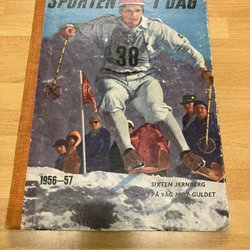 SPORTEN I DAG
38
1956-57
SIXTEN JERNBERG
PÅ VÄG MOT GULDET